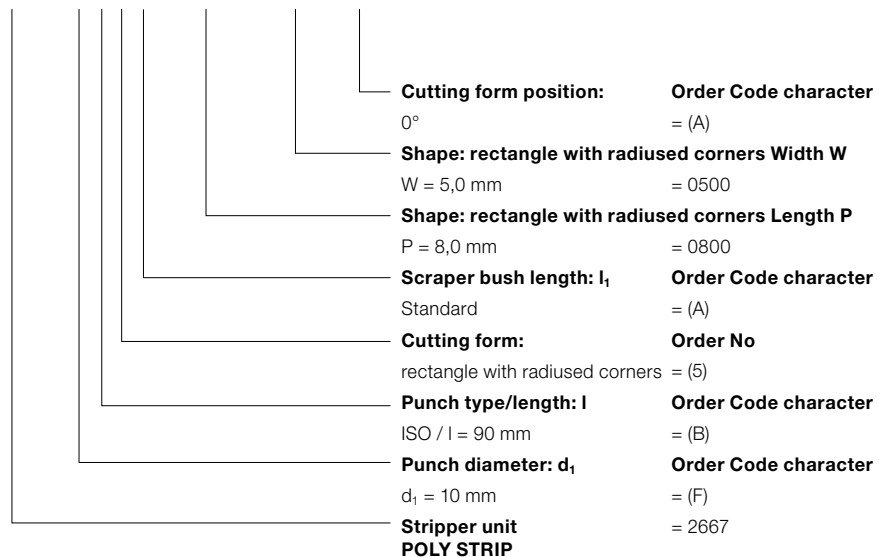 Cutting form position: Order Code character
0° = (A)
Shape: rectangle with radiused corners Width W
W = 5,0 mm = 0500
Shape: rectangle with radiused corners Length P
P = 8,0 mm = 0800
Scraper bush length: l₁ Order Code character
Standard = (A)
Cutting form: Order No
rectangle with radiused corners = (5)
Punch type/length: l Order Code character
ISO / l = 90 mm = (B)
Punch diameter: d₁ Order Code character
d₁ = 10 mm = (F)
Stripper unit = 2667
POLY STRIP